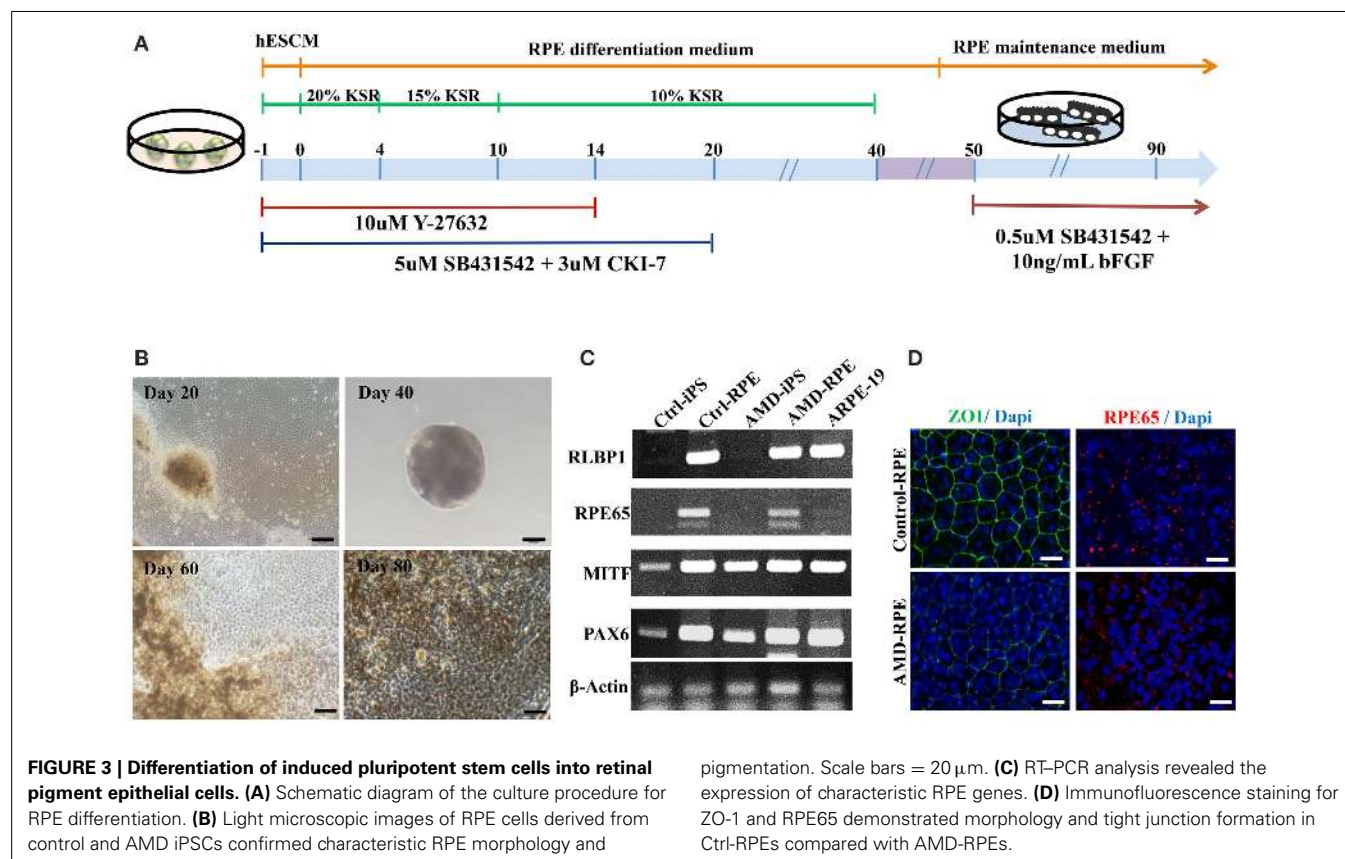 A
hESCM
RPE differentiation medium
RPE maintenance medium
20% KSR
15% KSR
10% KSR
-1
0
4
10
14
20
40
50
90
10uM Y-27632
5uM SB431542 + 3uM CKI-7
0.5uM SB431542 +
10ng/mL bFGF
B
Day 20
Day 40
Day 60
Day 80
C
Ctrl-iPS
Ctrl-RPE
AMD-iPS
AMD-RPE
ARPE-19
RLBP1
RPE65
MITF
PAX6
β-Actin
D
ZO1/ Dapi
RPE65 / Dapi
Control-RPE
AMD-RPE
FIGURE 3 | Differentiation of induced pluripotent stem cells into retinal
pigment epithelial cells. (A) Schematic diagram of the culture procedure for
RPE differentiation. (B) Light microscopic images of RPE cells derived from
control and AMD iPSCs confirmed characteristic RPE morphology and
pigmentation. Scale bars = 20 μm. (C) RT–PCR analysis revealed the
expression of characteristic RPE genes. (D) Immunofluorescence staining for
ZO-1 and RPE65 demonstrated morphology and tight junction formation in
Ctrl-RPEs compared with AMD-RPEs.